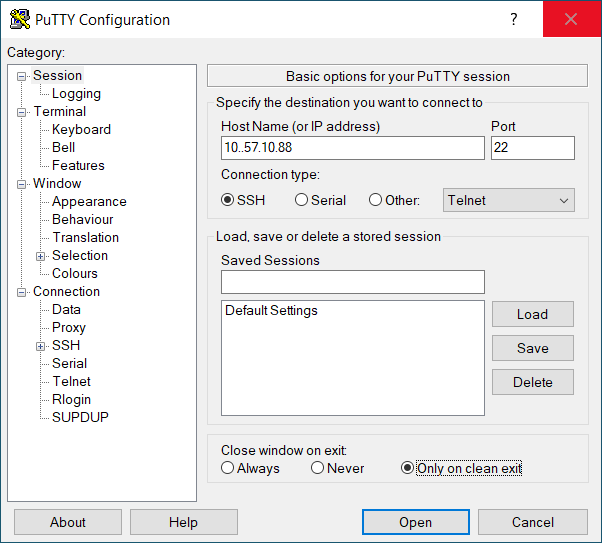 PuTTY Configuration
?
Category:
Session
Logging
Terminal
Keyboard
Bell
Features
Window
Appearance
Behaviour
Translation
Selection
Colours
Connection
Data
Proxy
SSH
Serial
Telnet
Rlogin
SUPDUP
Basic options for your PuTTY session
Specify the destination you want to connect to
Host Name (or IP address) Port
10..57.10.88 22
Connection type:
SSH Serial Other: Telnet
Load, save or delete a stored session
Saved Sessions
Default Settings
Load
Save
Delete
Close window on exit:
Always Never Only on clean exit
About Help Open Cancel